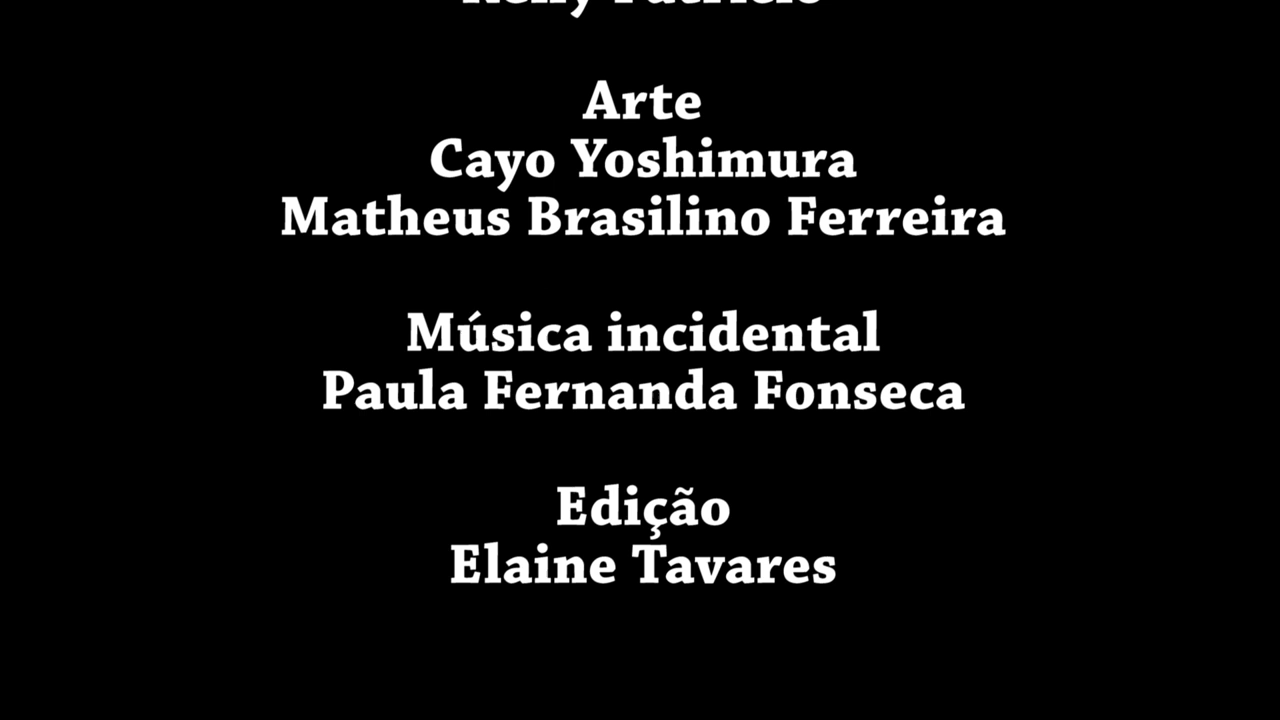 Arte
Cayo Yoshimura
Matheus Brasilino Ferreira
Música incidental
Paula Fernanda Fonseca
Edição
Elaine Tavares